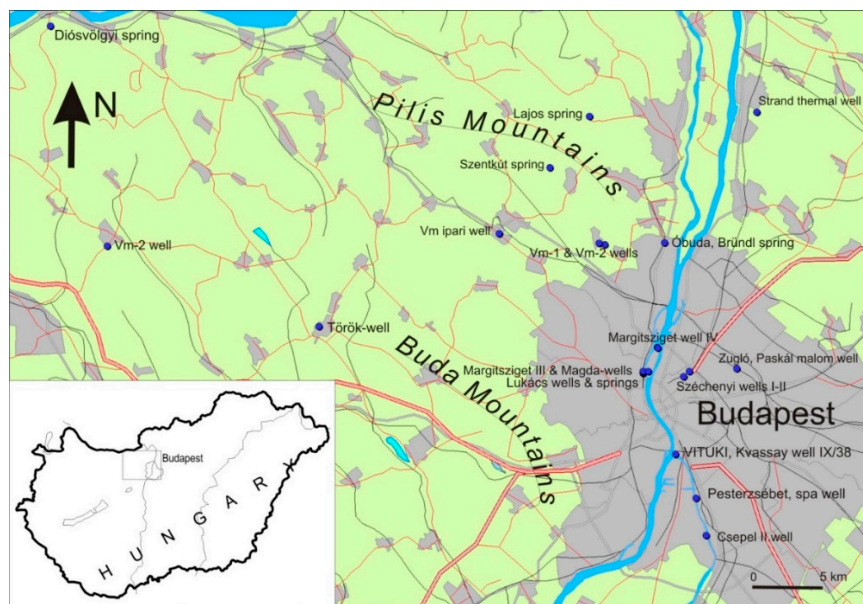 Diósvölgyi spring
N
Pilis Mountains
Lajos spring
Strand thermal well
Szentkút spring
Vm ipari well
Vm-2 well
Vm-1 & Vm-2 wells
Óbuda, Bründl spring
Török-well
Buda Mountains
Margitsziget well IV
Zugló, Paskál malom well
Margitsziget III & Magda-wells
Lukács wells & springs
Széchenyi wells I-II
Budapest
VITUKI, Kvassay well IX/38
Pesterzsébet, spa well
Csepel II well
0 5 km
Budapest
HUNGARY